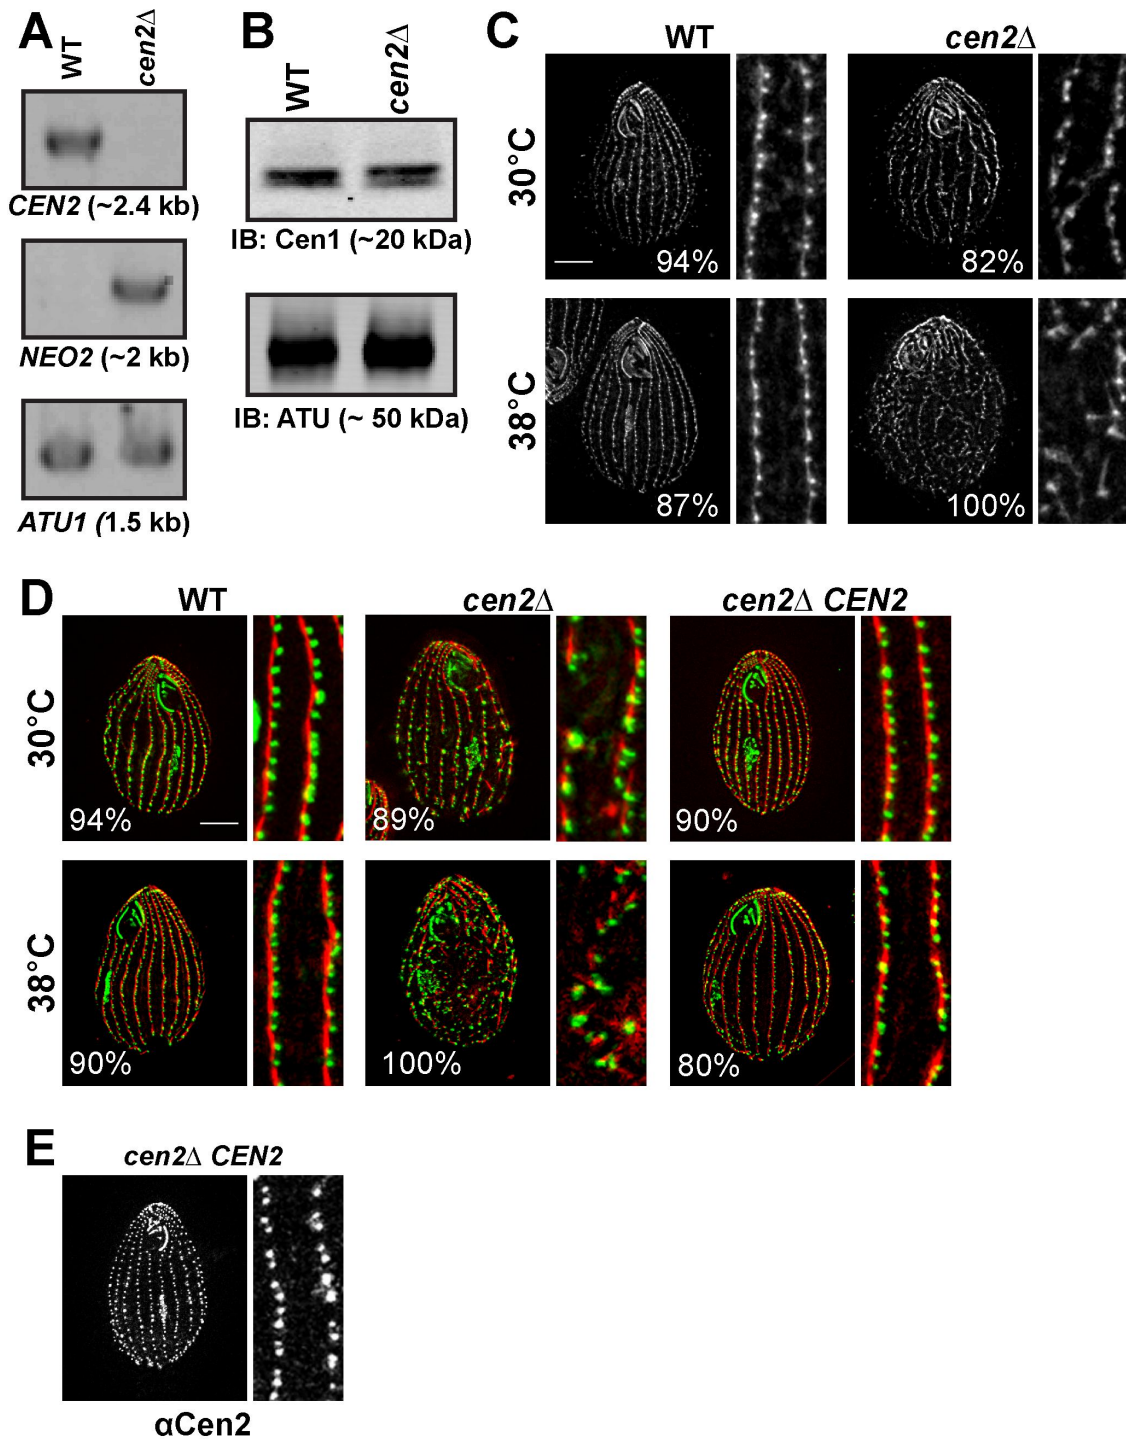 A
WT
cen2Δ
CEN2 (~2.4 kb)
NEO2 (~2 kb)
ATU1 (1.5 kb)
B
WT
cen2Δ
IB: Cen1 (~20 kDa)
IB: ATU (~ 50 kDa)
C
WT
cen2Δ
30°C
94%
82%
38°C
87%
100%
D
WT
cen2Δ
cen2Δ CEN2
30°C
94%
89%
90%
38°C
90%
100%
80%
E
cen2Δ CEN2
αCen2